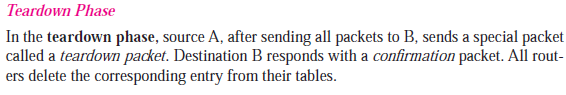 Teardown Phase
In the teardown phase, source A, after sending all packets to B, sends a special packet
called a teardown packet. Destination B responds with a confirmation packet. All rout-
ers delete the corresponding entry from their tables.